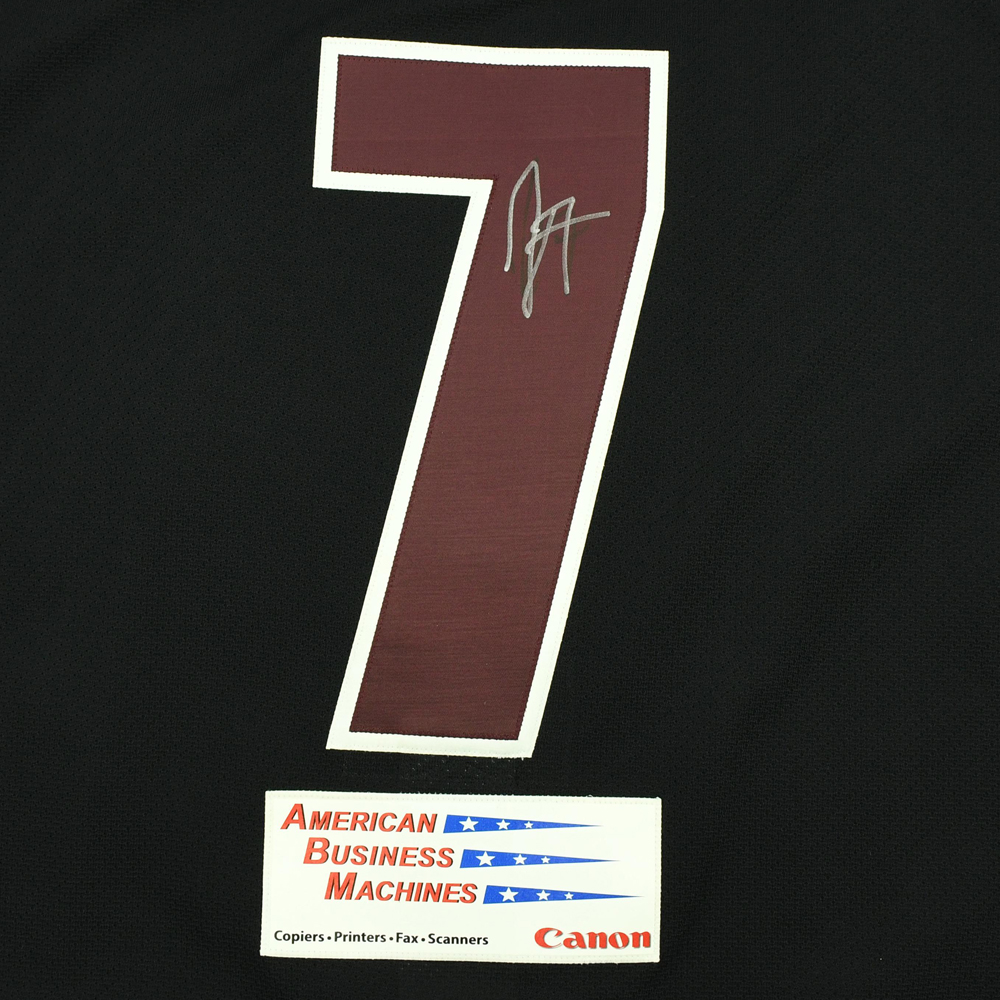 7
AMERICAN
BUSINESS
MACHINES
Copiers • Printers • Fax • Scanners
Canon